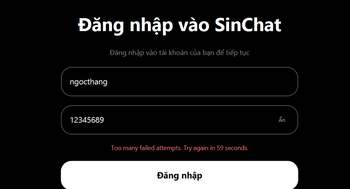 Đăng nhập vào SinChat
Đăng nhập vào tài khoản của bạn để tiếp tục
ngocthang
12345689
ẩn
Too many failed attempts. Try again in 59 seconds.
Đăng nhập